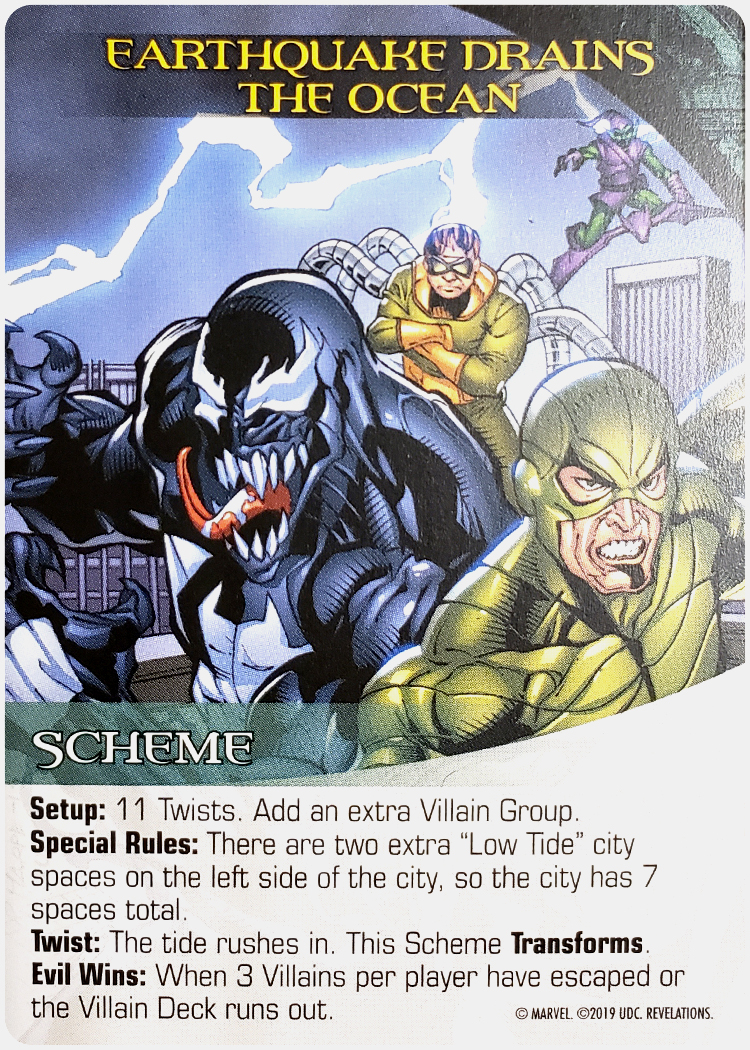 EARTHQUAKE DRAINS
THE OCEAN
SCHEME
Setup: 11 Twists. Add an extra Villain Group.
Special Rules: There are two extra “Low Tide” city
spaces on the left side of the city, so the city has 7
spaces total.
Twist: The tide rushes in. This Scheme Transforms.
Evil Wins: When 3 Villains per player have escaped or
the Villain Deck runs out.
© MARVEL. ©2019 UDC. REVELATIONS.